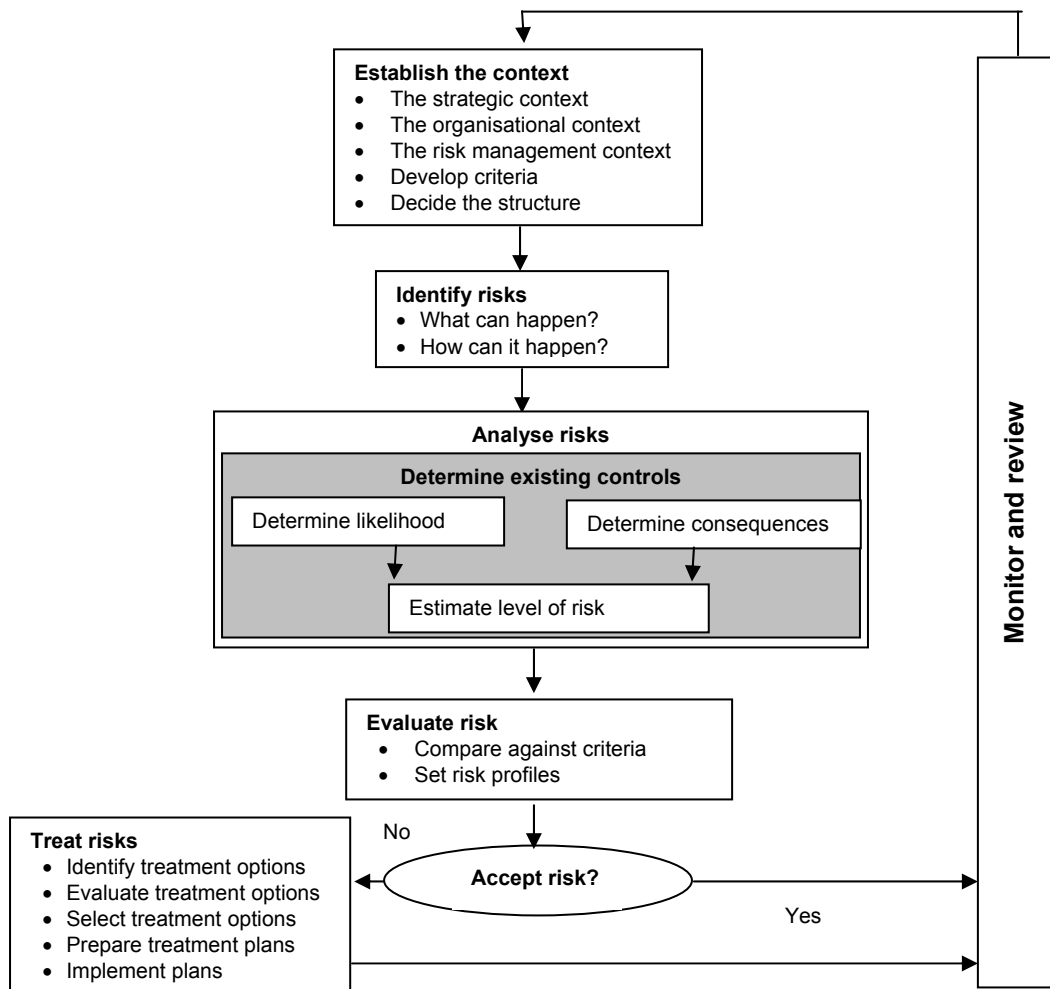 Establish the context
• The strategic context
• The organisational context
• The risk management context
• Develop criteria
• Decide the structure
Identify risks
• What can happen?
• How can it happen?
Analyse risks
Determine existing controls
Determine likelihood
Determine consequences
Estimate level of risk
Evaluate risk
• Compare against criteria
• Set risk profiles
No
Accept risk?
Yes
Treat risks
• Identify treatment options
• Evaluate treatment options
• Select treatment options
• Prepare treatment plans
• Implement plans
Monitor and review